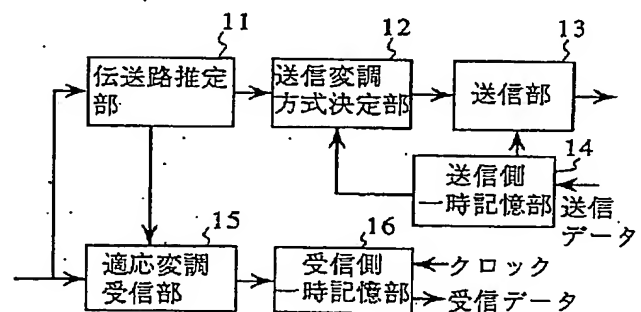 11
伝送路推定
部
12
送信変調
方式決定部
13
送信部
14
送信側
一時記憶部
送信
データ
15
適応変調
受信部
16
受信側
一時記憶部
クロック
受信データ